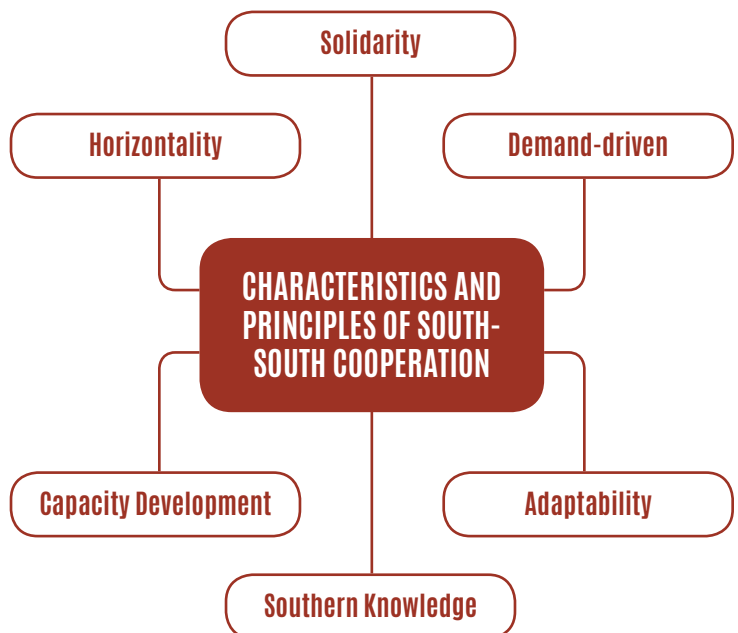 Solidarity
Horizontality
Demand-driven
CHARACTERISTICS AND
PRINCIPLES OF SOUTH-
SOUTH COOPERATION
Capacity Development
Adaptability
Southern Knowledge